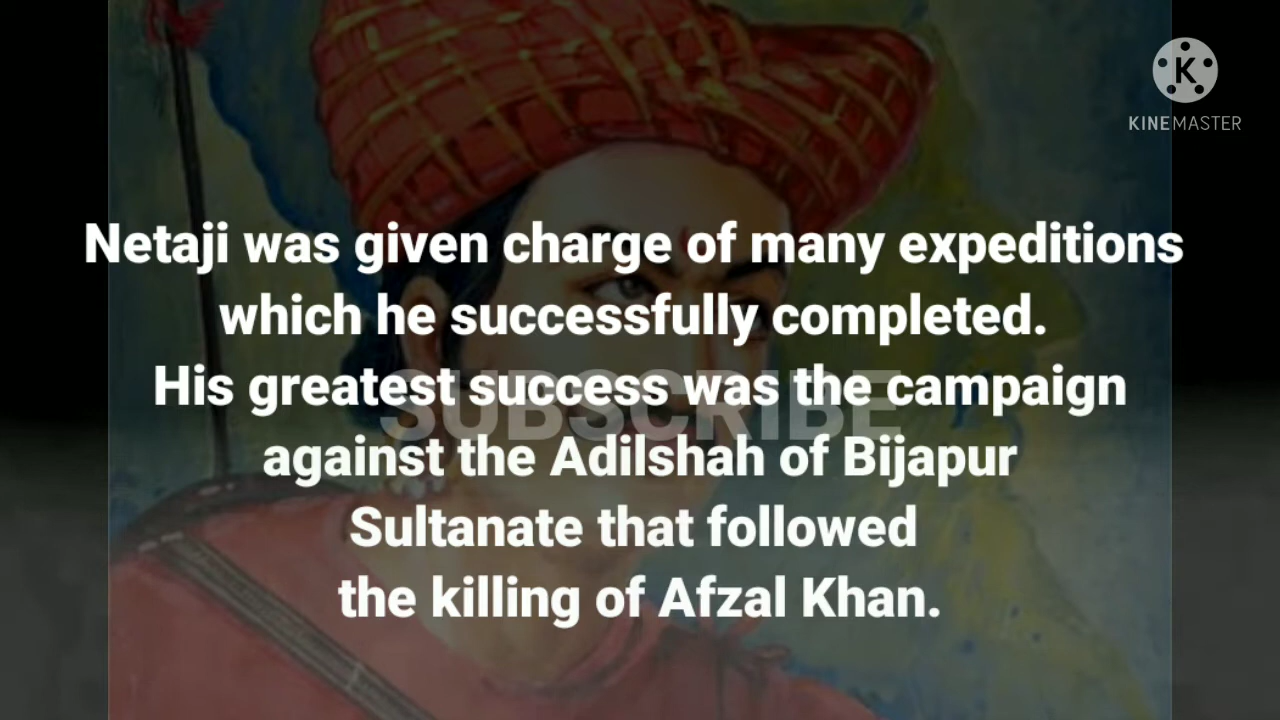 KINEMASTER
Netaji was given charge of many expeditions
which he successfully completed.
His greatest success was the campaign
SUBSCRIBE
against the Adilshah of Bijapur
Sultanate that followed
the killing of Afzal Khan.